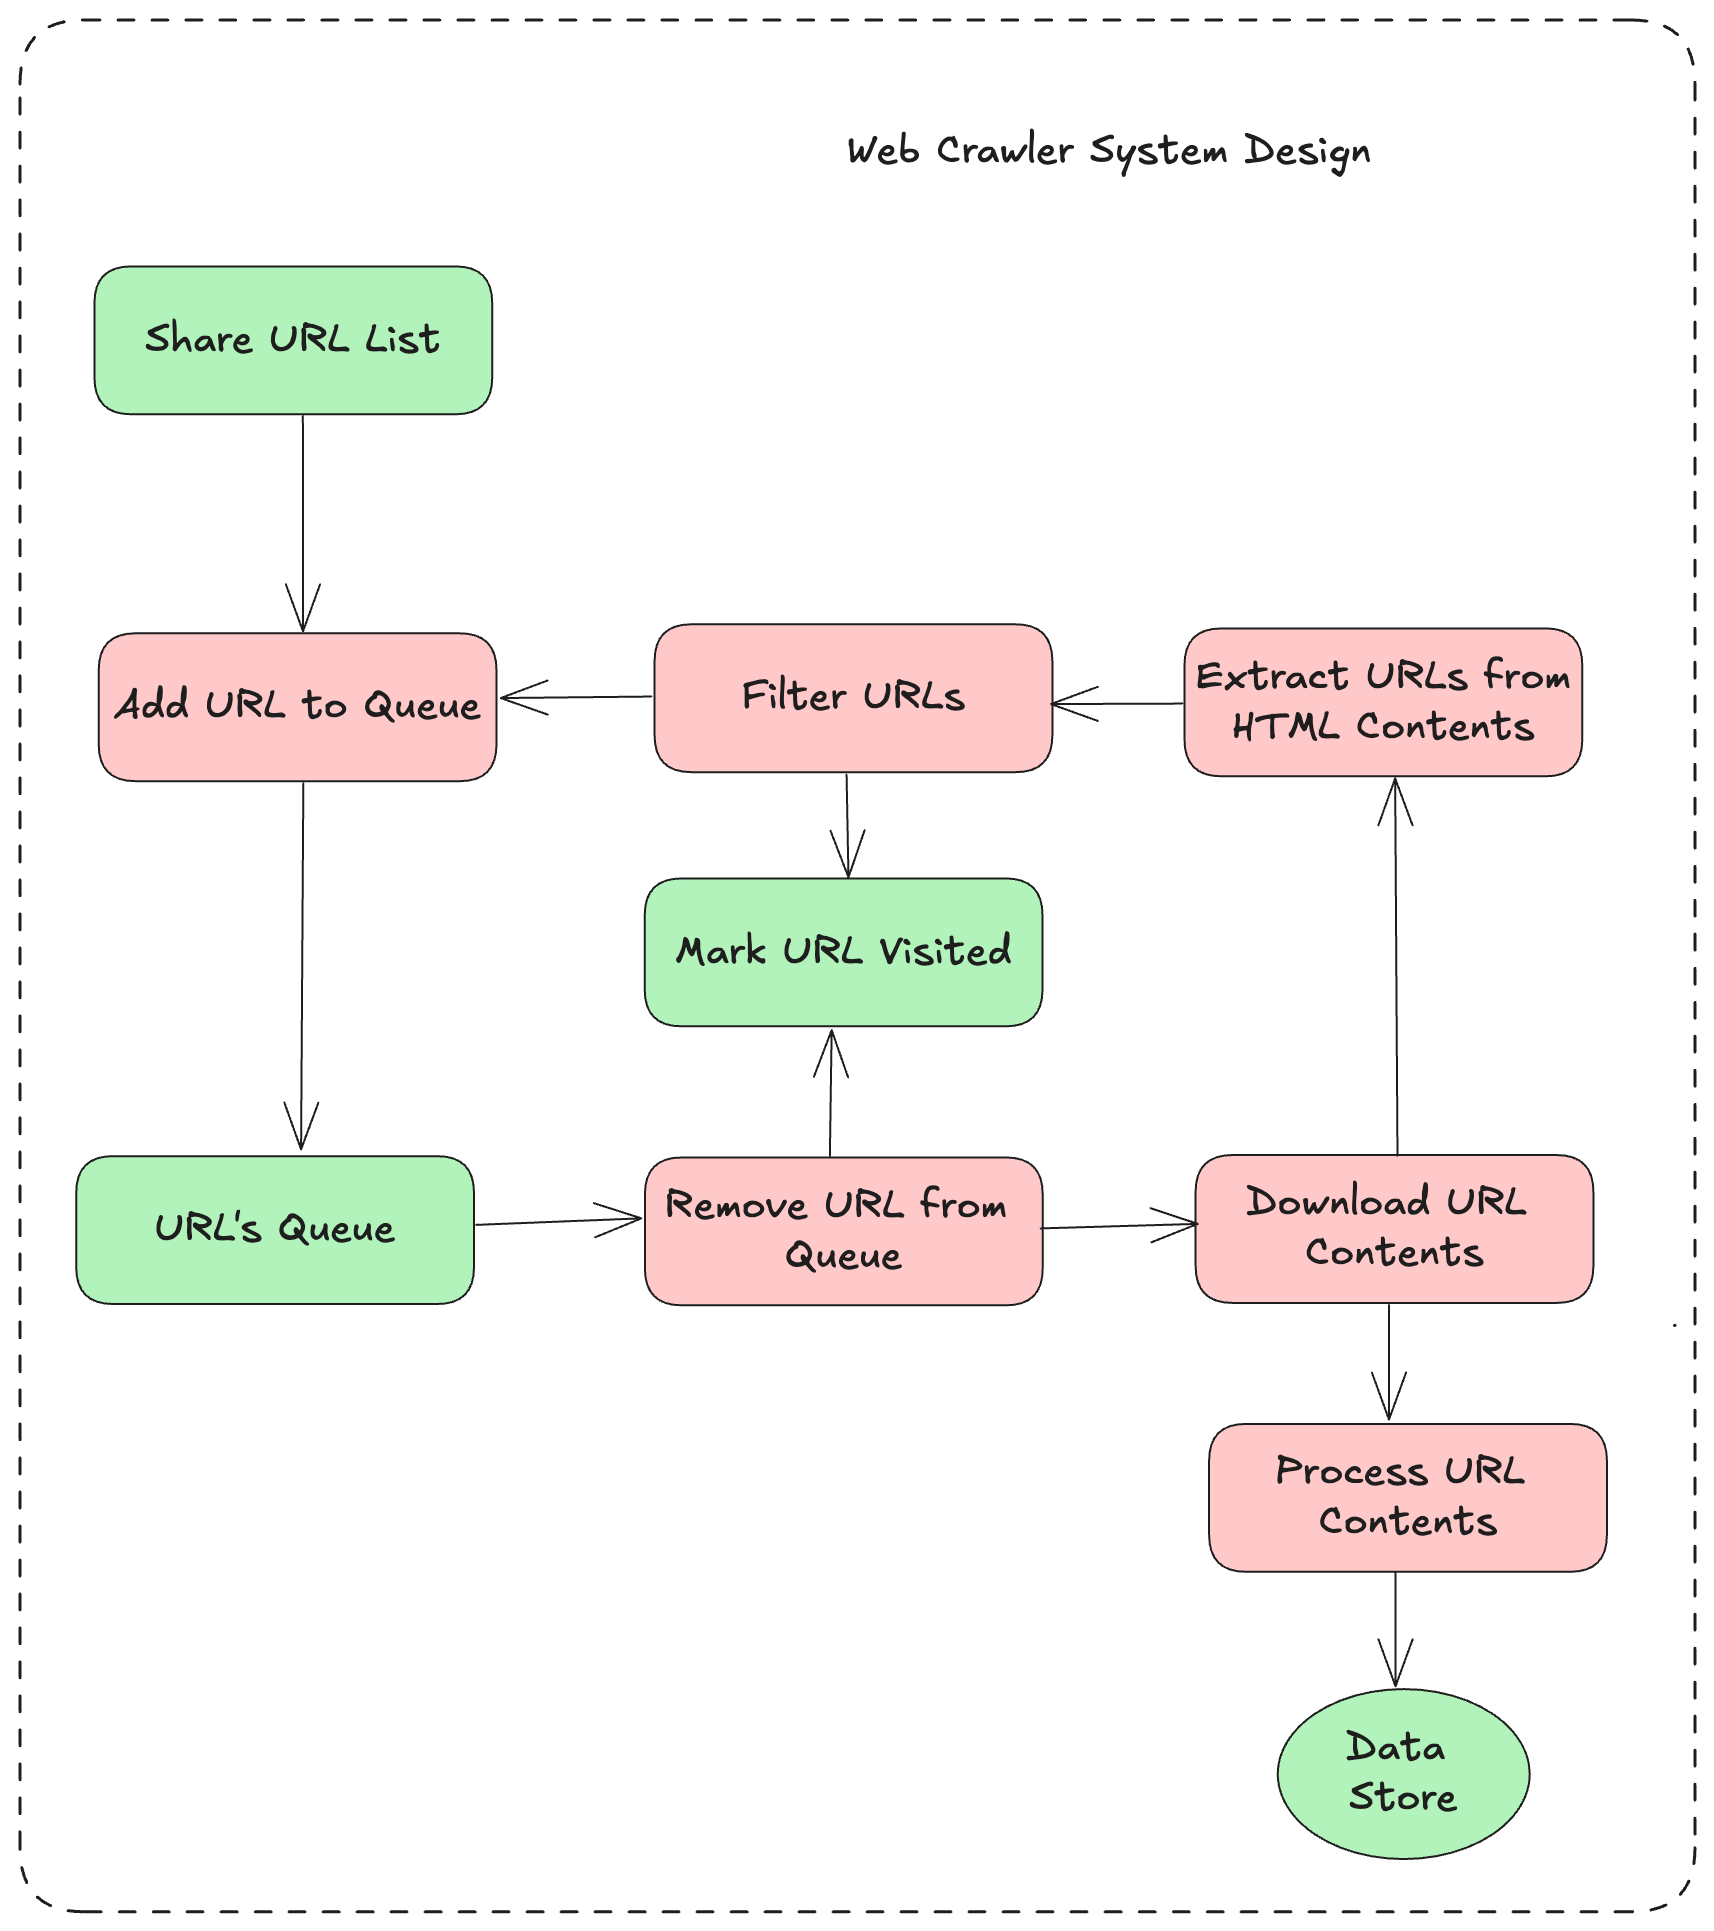 Web Crawler System Design
Share URL List
Add URL to Queue
Filter URLs
Extract URLs from
HTML Contents
Mark URL Visited
URL's Queue
Remove URL from
Queue
Download URL
Contents
Process URL
Contents
Data
Store